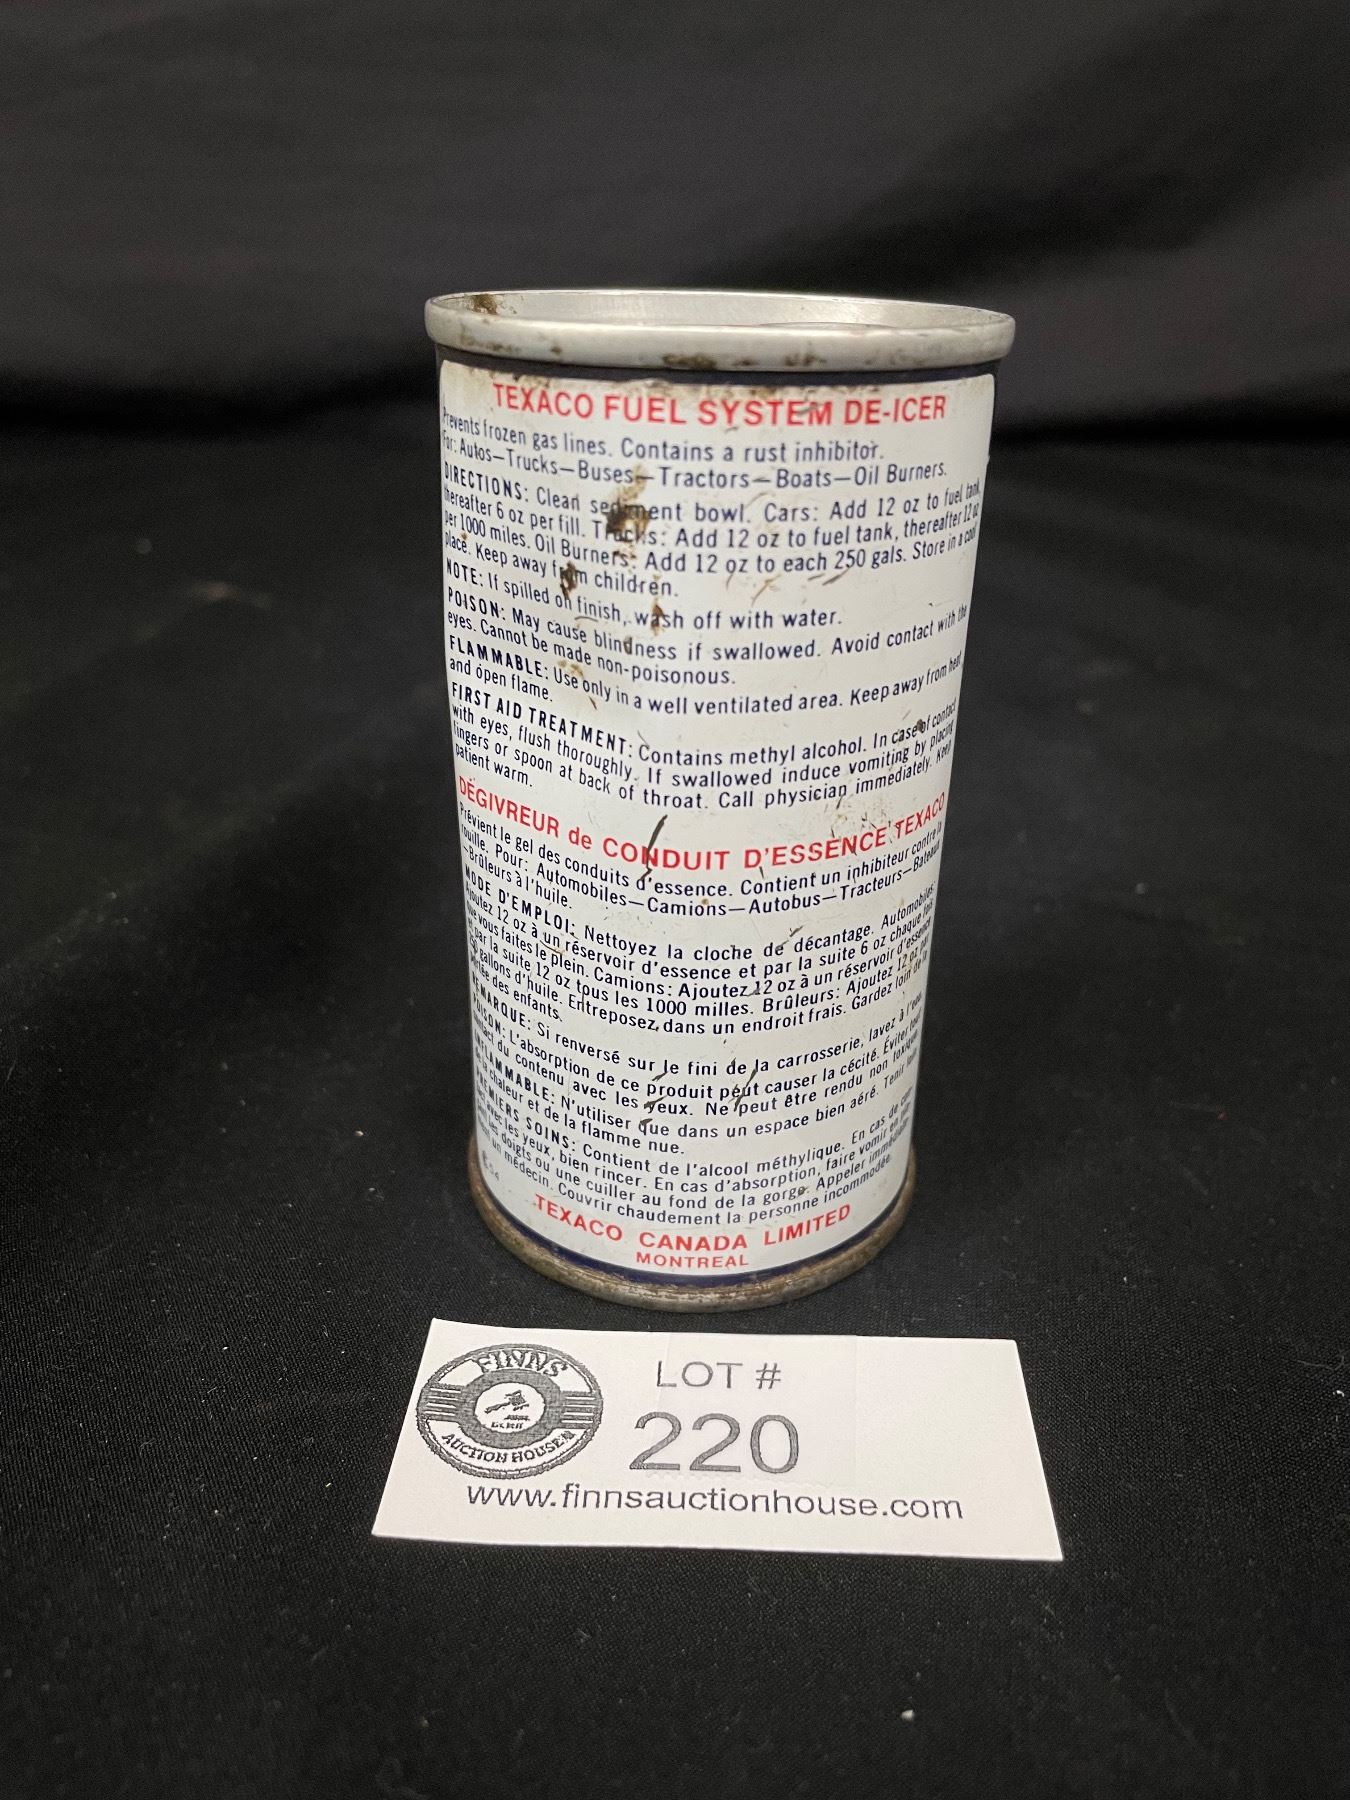 TEXACO FUEL SYSTEM DE-ICER
Prevents frozen gas lines. Contains a rust inhibitor.
For: Autos—Trucks—Buses—Tractors—Boats—Oil Burners.
DIRECTIONS: Clean sediment bowl. Cars: Add 12 oz to fuel tank,
thereafter 6 oz per fill. Trucks: Add 12 oz to fuel tank, thereafter 12 oz
per 1000 miles. Oil Burners: Add 12 oz to each 250 gals. Store in a cool
place. Keep away from children.
NOTE: If spilled on finish, wash off with water.
POISON: May cause blindness if swallowed. Avoid contact with the
eyes. Cannot be made non-poisonous.
FLAMMABLE: Use only in a well ventilated area. Keep away from heat
and open flame.
FIRST AID TREATMENT: Contains methyl alcohol. In case of contact
with eyes, flush thoroughly. If swallowed induce vomiting by placing
fingers or spoon at back of throat. Call physician immediately. Keep
patient warm.
DÉGIVREUR de CONDUIT D'ESSENCE TEXACO
Prévient le gel des conduits d'essence. Contient un inhibiteur contre la
rouille. Pour: Automobiles—Camions—Autobus—Tracteurs—Bateaux
—Brûleurs à l'huile.
MODE D'EMPLOI: Nettoyez la cloche de décantage. Automobiles:
Ajoutez 12 oz à un réservoir d'essence et par la suite 6 oz chaque fois
que vous faites le plein. Camions: Ajoutez 12 oz à un réservoir d'essence
et par la suite 12 oz tous les 1000 milles. Brûleurs: Ajoutez 12 oz par
250 gallons d'huile. Entreposez dans un endroit frais. Gardez loin de la
portée des enfants.
REMARQUE: Si renversé sur le fini de la carrosserie, lavez à l'eau.
POISON: L'absorption de ce produit peut causer la cécité. Éviter tout
contact du contenu avec les yeux. Ne peut être rendu non toxique.
INFLAMMABLE: N'utiliser que dans un espace bien aéré. Tenir loin
de la chaleur et de la flamme nue.
PREMIERS SOINS: Contient de l'alcool méthylique. En cas de
avec les yeux, bien rincer. En cas d'absorption, faire vomir en
les doigts ou une cuiller au fond de la gorge. Appeler
un médecin. Couvrir chaudement la personne incommodée.
TEXACO CANADA LIMITED
MONTREAL
FINNS
AUCTION HOUSE
LOT #
220
www.finnsauctionhouse.com